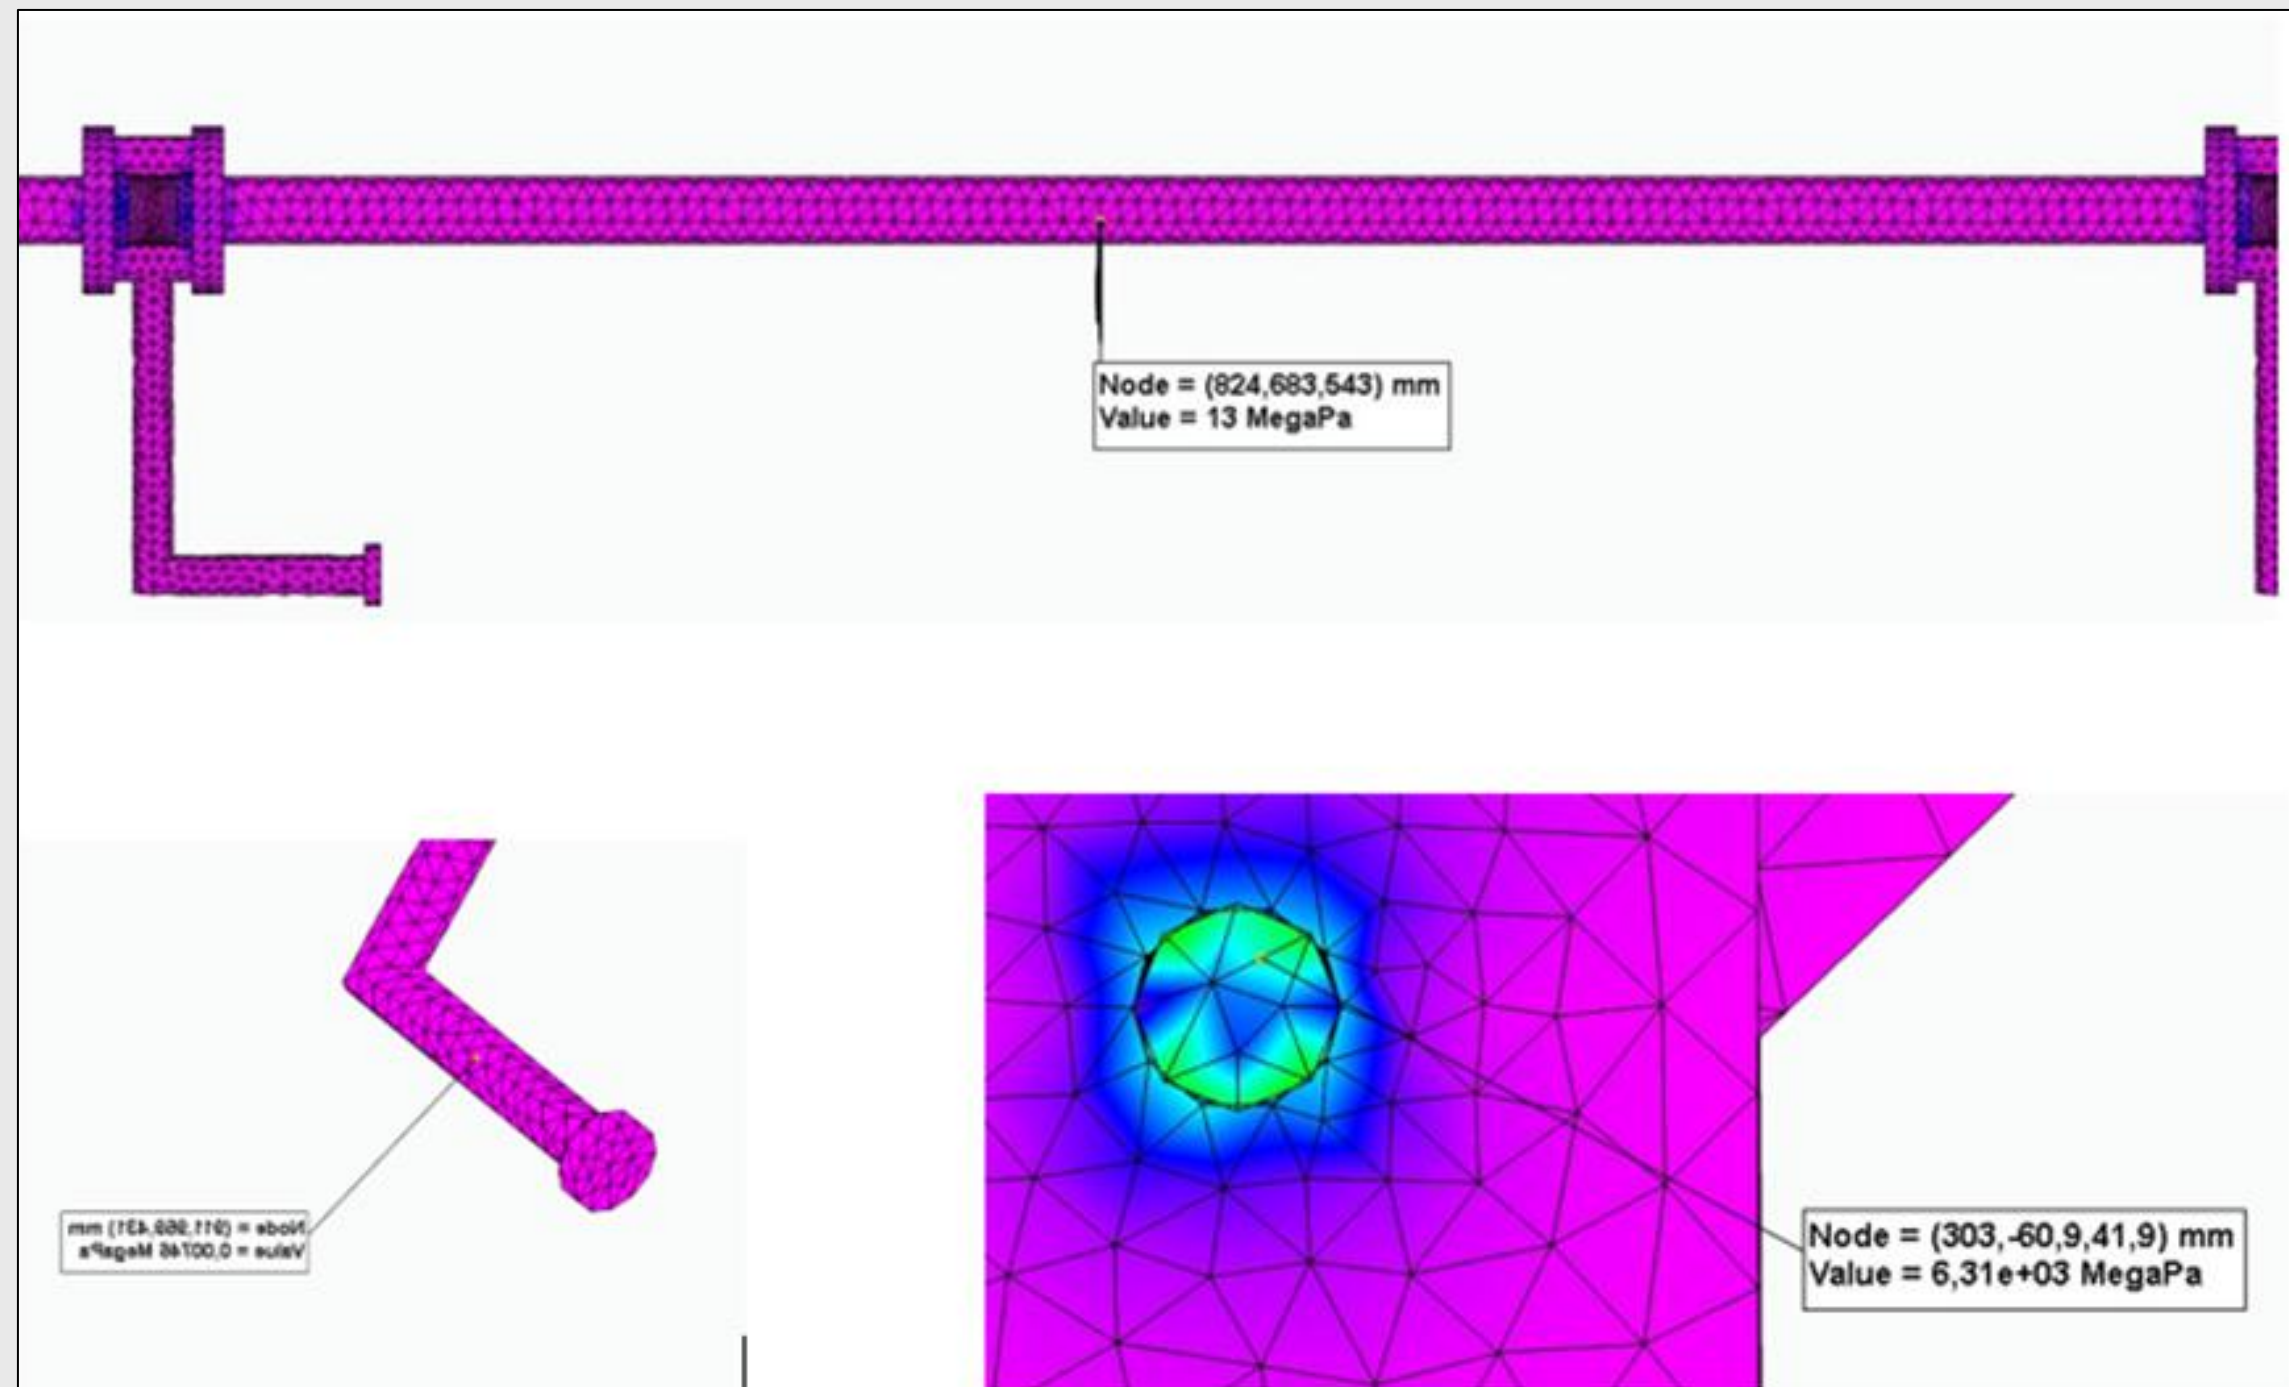 Node = (824,683,543) mm
Value = 13 MegaPa
Node = (911,969,431) mm
Value = 0,00746 MegaPa
Node = (303,-60,9,41,9) mm
Value = 6,31e+03 MegaPa